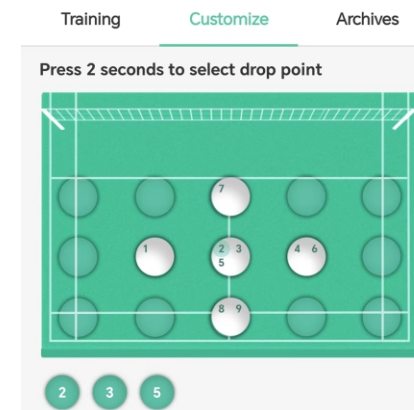 Training Customize Archives
Press 2 seconds to select drop point
7
1 2 3 4 6
5
8 9
2 3 5